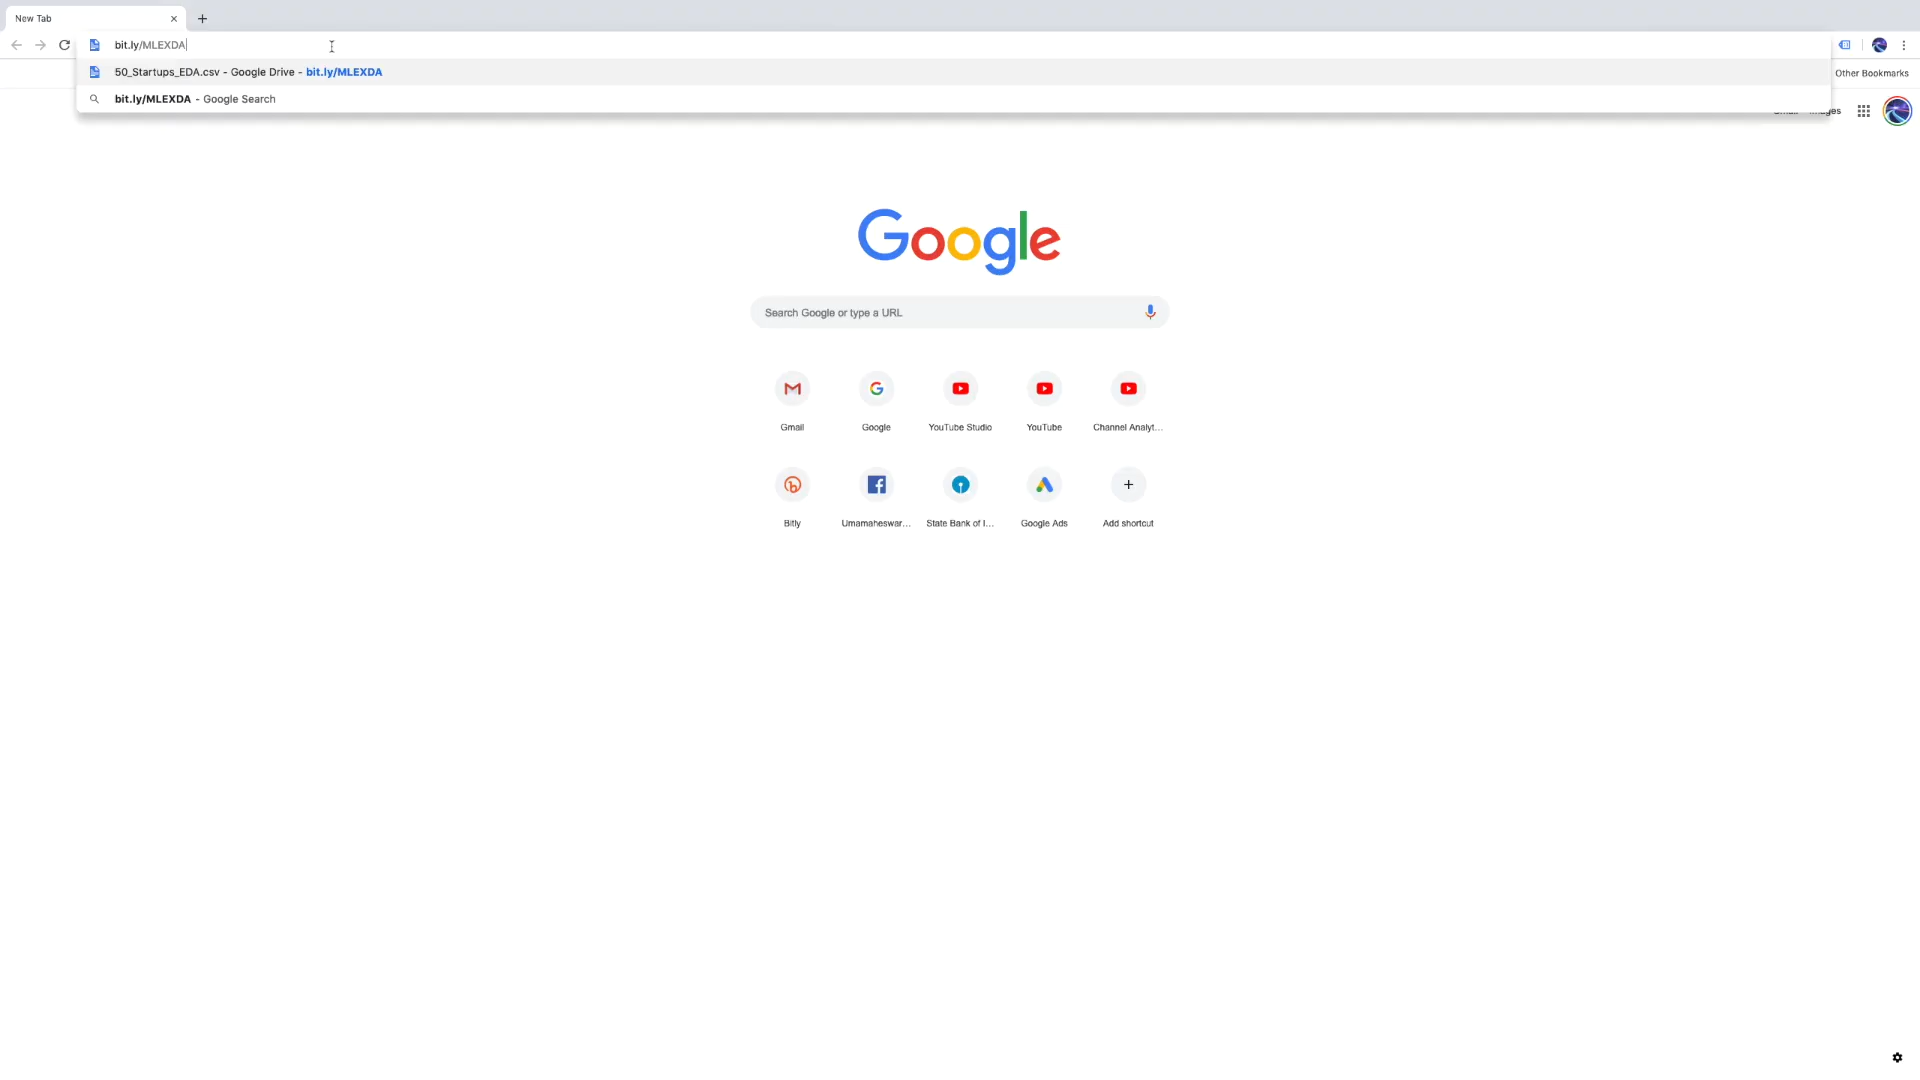 New Tab
bit.ly/MLEXDA
50_Startups_EDA.csv - Google Drive - bit.ly/MLEXDA
Other Bookmarks
bit.ly/MLEXDA - Google Search
Google
Search Google or type a URL
Gmail
Google
YouTube Studio
YouTube
Channel Analyt...
Bitly
Umamaheswar...
State Bank of I...
Google Ads
Add shortcut